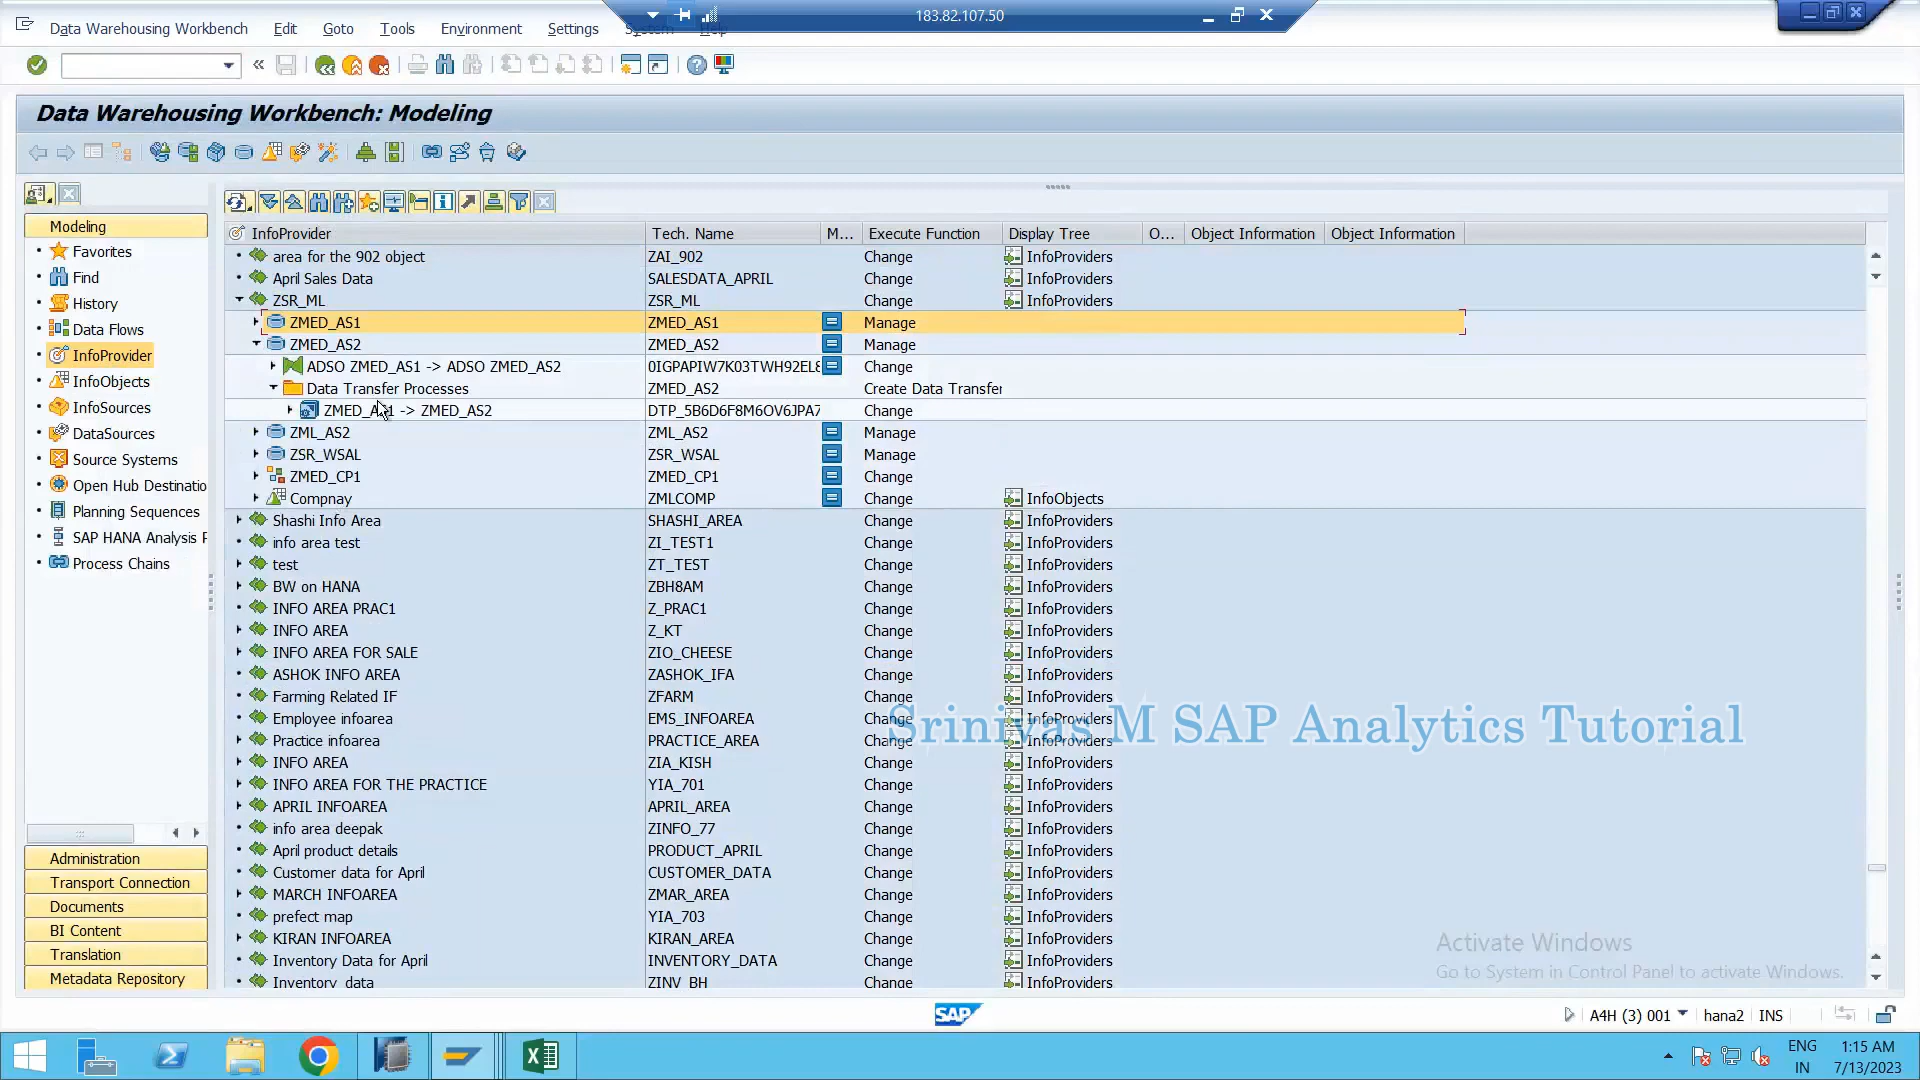 183.82.107.50
Data Warehousing Workbench Edit Goto Tools Environment Settings System Help
Data Warehousing Workbench: Modeling
Modeling
Favorites
Find
History
Data Flows
InfoProvider
InfoObjects
InfoSources
DataSources
Source Systems
Open Hub Destinatio
Planning Sequences
SAP HANA Analysis P
Process Chains
Administration
Transport Connection
Documents
BI Content
Translation
Metadata Repository
InfoProvider Tech. Name M... Execute Function Display Tree O... Object Information Object Information
area for the 902 object ZAI_902 Change InfoProviders
April Sales Data SALESDATA_APRIL Change InfoProviders
ZSR_ML ZSR_ML Change InfoProviders
ZMED_AS1 ZMED_AS1 Manage
ZMED_AS2 ZMED_AS2 Manage
ADSO ZMED_AS1 -> ADSO ZMED_AS2 0IGPAPIW7K03TWH92EL8 Change
Data Transfer Processes ZMED_AS2 Create Data Transfer
ZMED_AS1 -> ZMED_AS2 DTP_5B6D6F8M6OV6JPA7 Change
ZML_AS2 ZML_AS2 Manage
ZSR_WSAL ZSR_WSAL Manage
ZMED_CP1 ZMED_CP1 Change
Compnay ZMLCOMP Change InfoObjects
Shashi Info Area SHASHI_AREA Change InfoProviders
info area test ZI_TEST1 Change InfoProviders
test ZT_TEST Change InfoProviders
BW on HANA ZBH8AM Change InfoProviders
INFO AREA PRAC1 Z_PRAC1 Change InfoProviders
INFO AREA Z_KT Change InfoProviders
INFO AREA FOR SALE ZIO_CHEESE Change InfoProviders
ASHOK INFO AREA ZASHOK_IFA Change InfoProviders
Farming Related IF ZFARM Change InfoProviders
Employee infoarea EMS_INFOAREA Change InfoProviders
Practice infoarea PRACTICE_AREA Change InfoProviders
INFO AREA ZIA_KISH Change InfoProviders
INFO AREA FOR THE PRACTICE YIA_701 Change InfoProviders
APRIL INFOAREA APRIL_AREA Change InfoProviders
info area deepak ZINFO_77 Change InfoProviders
April product details PRODUCT_APRIL Change InfoProviders
Customer data for April CUSTOMER_DATA Change InfoProviders
MARCH INFOAREA ZMAR_AREA Change InfoProviders
prefect map YIA_703 Change InfoProviders
KIRAN INFOAREA KIRAN_AREA Change InfoProviders
Inventory Data for April INVENTORY_DATA Change InfoProviders
Inventory data ZINV_BH Change InfoProviders
Srinivas M SAP Analytics Tutorial
Activate Windows
Go to System in Control Panel to activate Windows.
SAP
A4H (3) 001 hana2 INS
ENG
IN
1:15 AM
7/13/2023